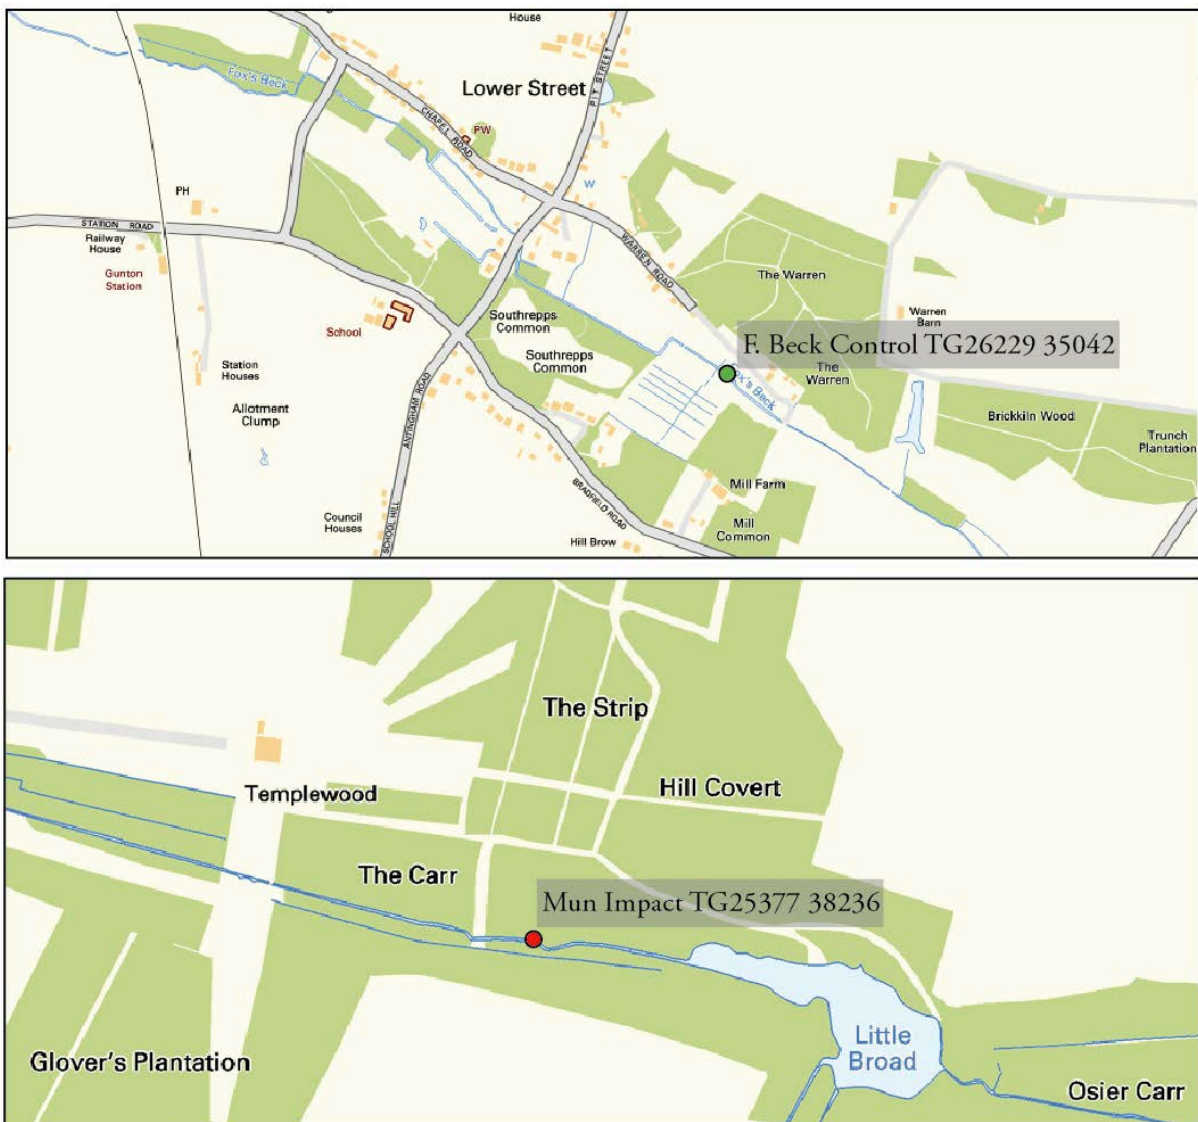 House
Fox's Beck
Lower Street
PIT STREET
CHAPEL ROAD
PW
W
PH
STATION ROAD
Railway
House
Gunton
Station
WARREN ROAD
The Warren
School
Southrepps
Common
Southrepps
Common
Warren
Barn
F. Beck Control TG26229 35042
The
Warren
Fox's Beck
Station
Houses
Allotment
Clump
ANTINGHAM ROAD
Brickkiln Wood
Trunch
Plantation
Mill Farm
BRADFIELD ROAD
Council
Houses
SCHOOL HILL
Mill
Common
Hill Brow
The Strip
Hill Covert
Templewood
The Carr
Mun Impact TG25377 38236
Little
Broad
Glover's Plantation
Osier Carr